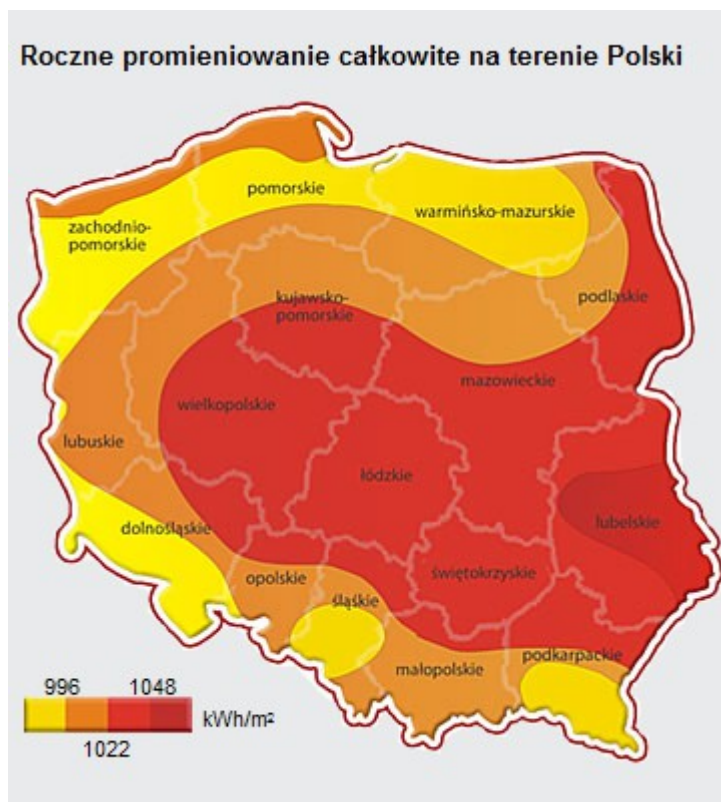 Roczne promieniowanie całkowite na terenie Polski
pomorskie
warmińsko-mazurskie
zachodnio-
pomorskie
kujawsko-
pomorskie
podlaskie
mazowieckie
wielkopolskie
lubuskie
łódzkie
dolnośląskie
lubelskie
opolskie
świętokrzyskie
śląskie
podkarpackie
małopolskie
996 1048
kWh/m²
1022